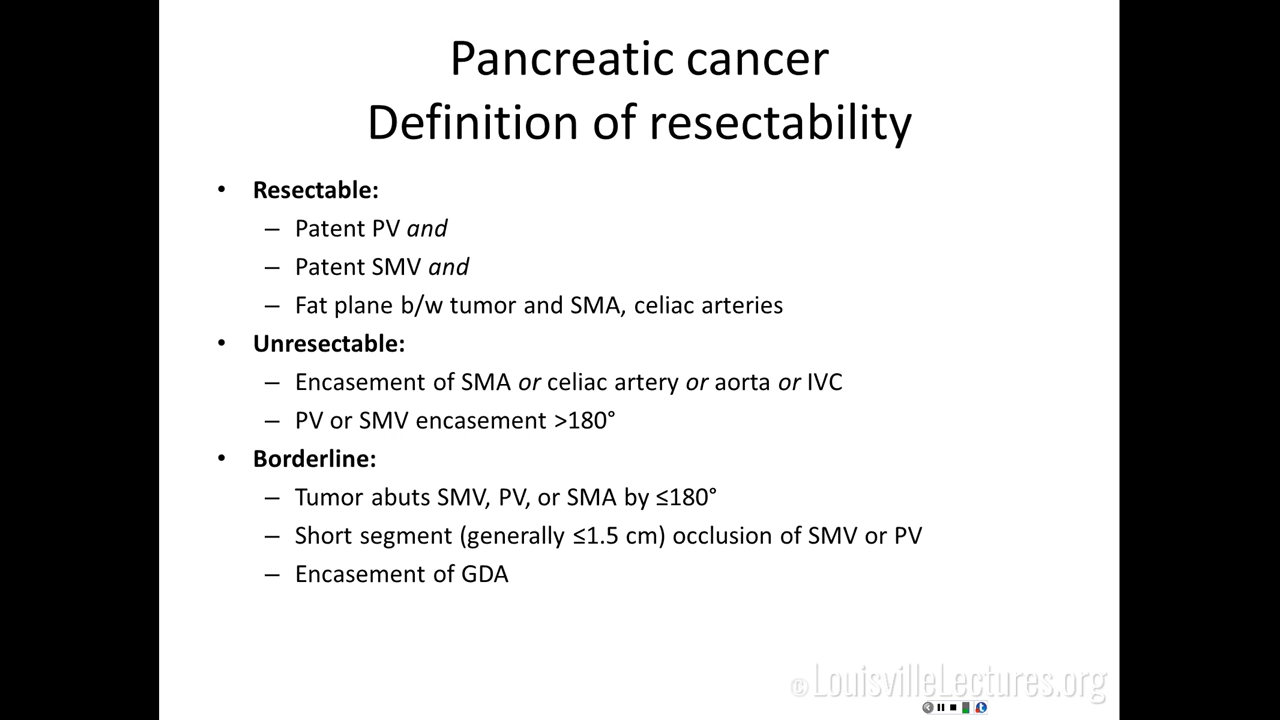 Pancreatic cancer
Definition of resectability
• Resectable:
– Patent PV and
– Patent SMV and
– Fat plane b/w tumor and SMA, celiac arteries
• Unresectable:
– Encasement of SMA or celiac artery or aorta or IVC
– PV or SMV encasement >180°
• Borderline:
– Tumor abuts SMV, PV, or SMA by ≤180°
– Short segment (generally ≤1.5 cm) occlusion of SMV or PV
– Encasement of GDA
© LouisvilleLectures.org